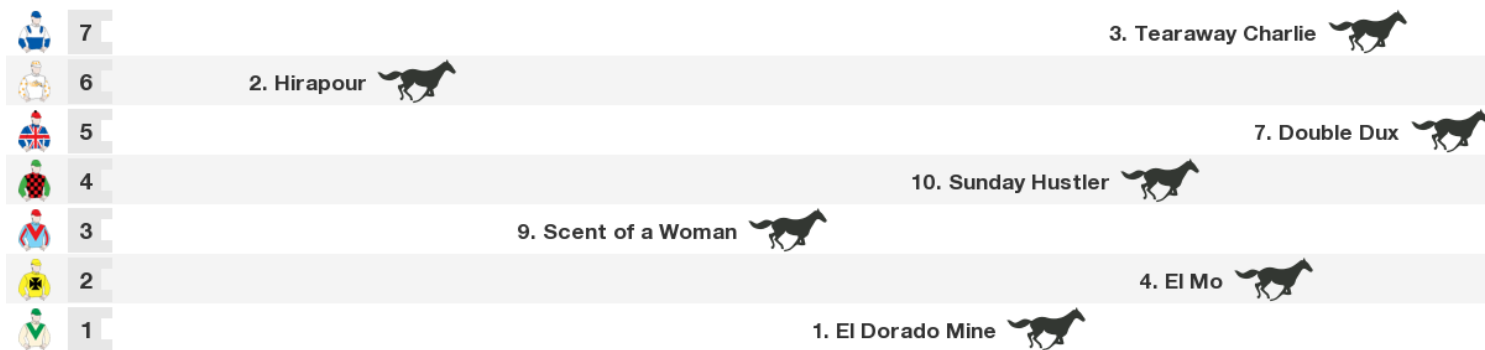 7 3. Tearaway Charlie
6 2. Hirapour
5 7. Double Dux
4 10. Sunday Hustler
3 9. Scent of a Woman
2 4. El Mo
1 1. El Dorado Mine